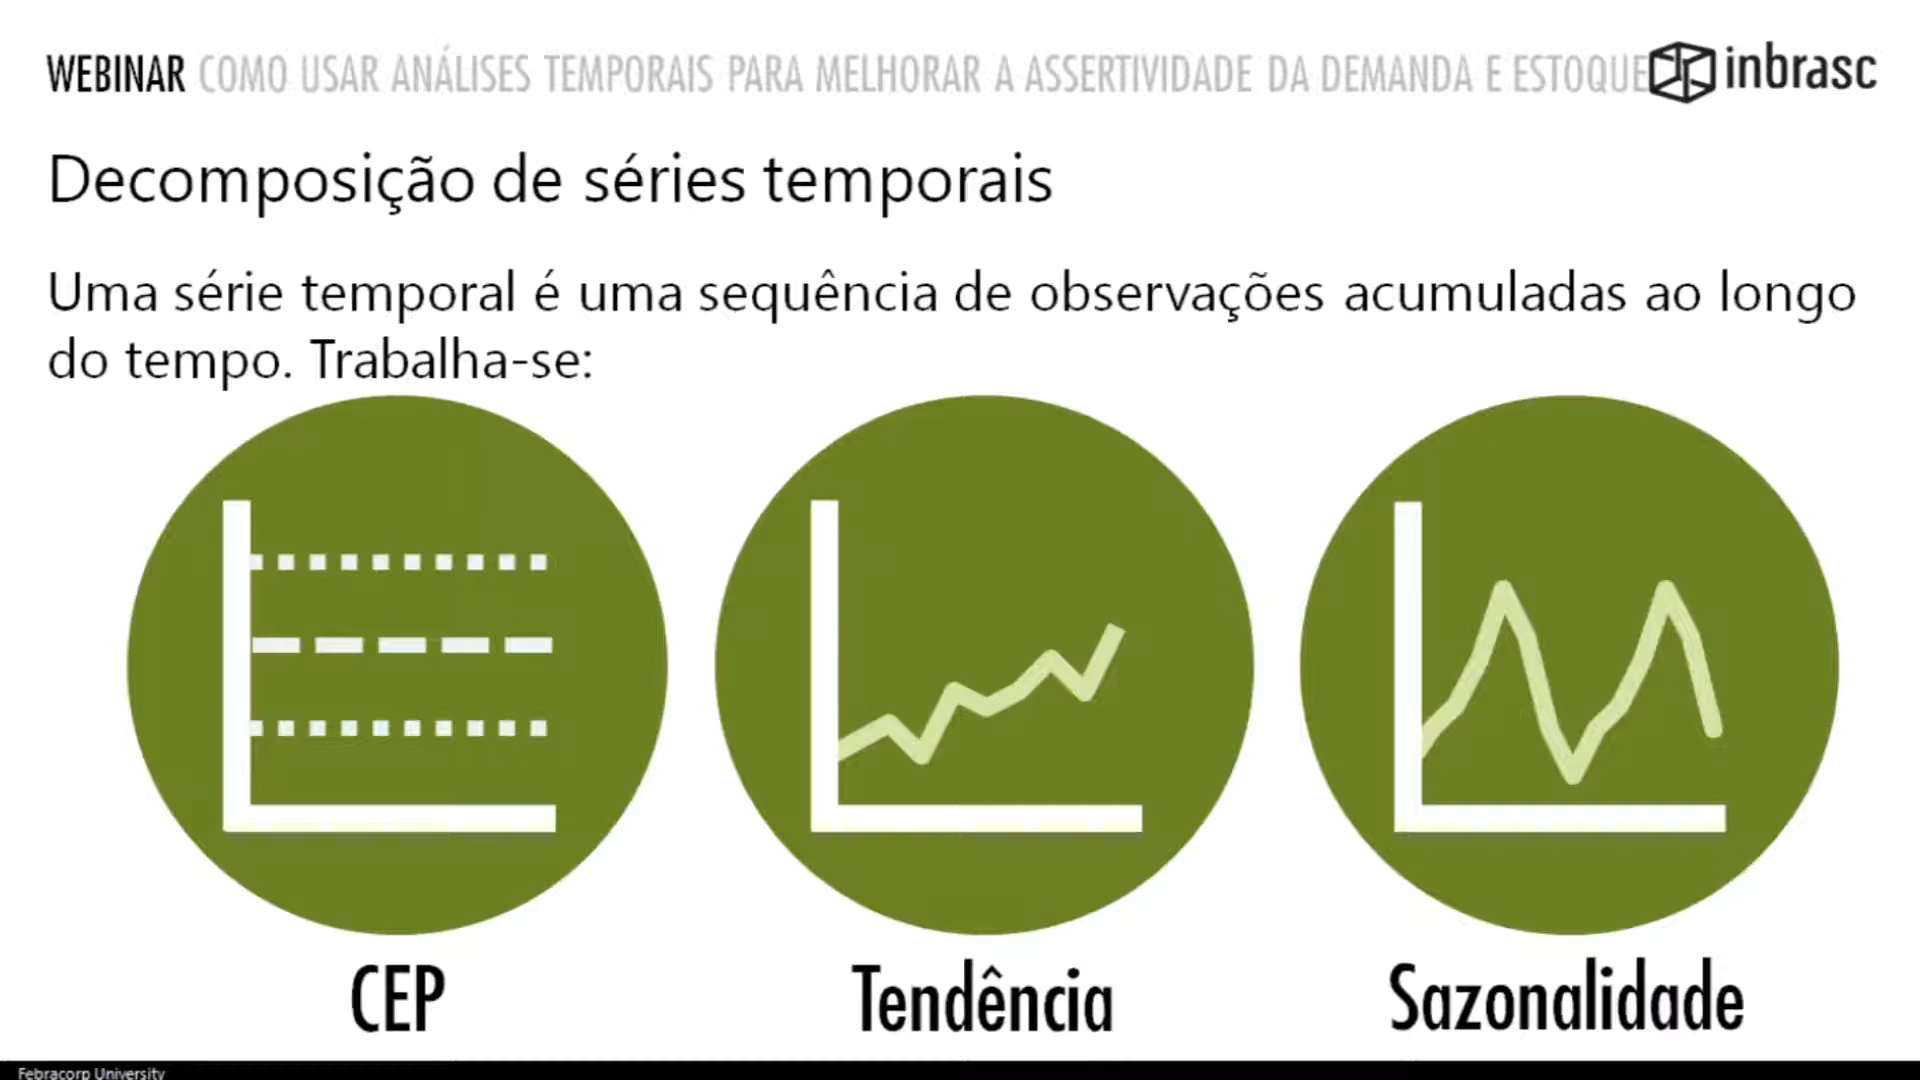 WEBINAR COMO USAR ANÁLISES TEMPORAIS PARA MELHORAR A ASSERTIVIDADE DA DEMANDA E ESTOQUE
inbrasc
Decomposição de séries temporais
Uma série temporal é uma sequência de observações acumuladas ao longo
do tempo. Trabalha-se:
CEP
Tendência
Sazonalidade
Febracorp University